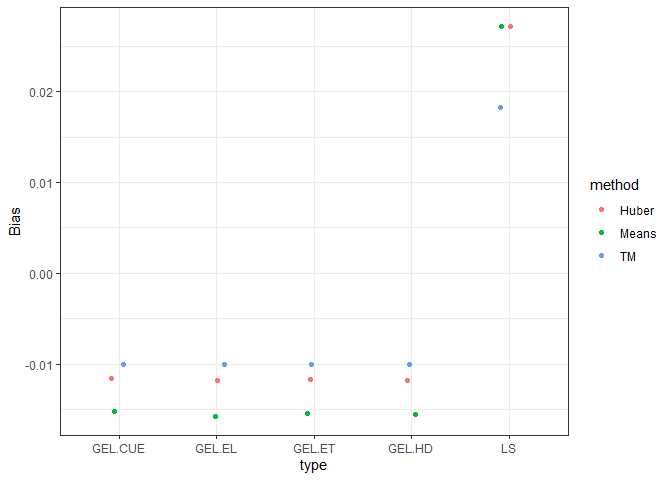 0.02
0.01
0.00
-0.01
Bias
GEL.CUE
GEL.EL
GEL.ET
GEL.HD
LS
type
method
Huber
Means
TM